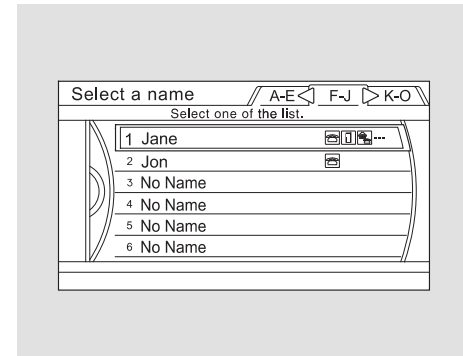 Select a name A-E F-J K-O
Select one of the list.
1 Jane ---
2 Jon
3 No Name
4 No Name
5 No Name
6 No Name